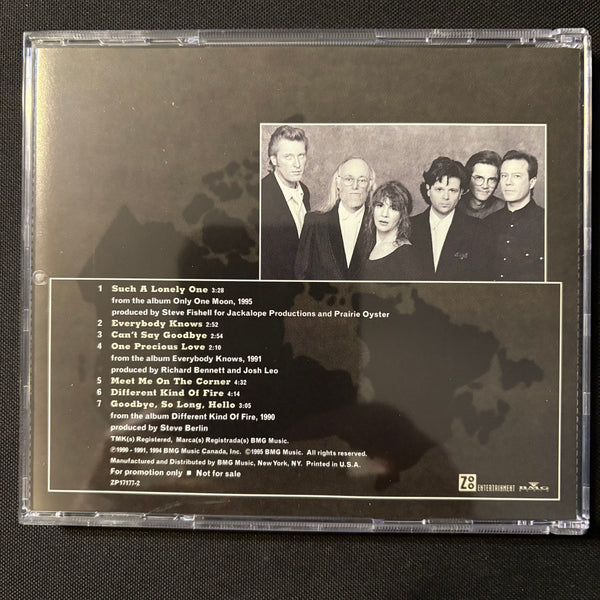 1 Such A Lonely One 3:28
from the album Only One Moon, 1995
produced by Steve Fishell for Jackalope Productions and Prairie Oyster
2 Everybody Knows 2:52
3 Can't Say Goodbye 2:54
4 One Precious Love 2:10
from the album Everybody Knows, 1991
produced by Richard Bennett and Josh Leo
5 Meet Me On The Corner 4:32
6 Different Kind Of Fire 4:14
7 Goodbye, So Long, Hello 3:05
from the album Different Kind Of Fire, 1990
produced by Steve Berlin
TMK(s) Registered, Marca(s) Registrada(s) BMG Music.
℗1990 - 1991, 1994 BMG Music Canada, Inc. ©1995 BMG Music. All rights reserved.
Manufactured and Distributed by BMG Music, New York, NY. Printed in U.S.A.
For promotion only ■ Not for sale
ZP17177-2
ZOO ENTERTAINMENT BMG